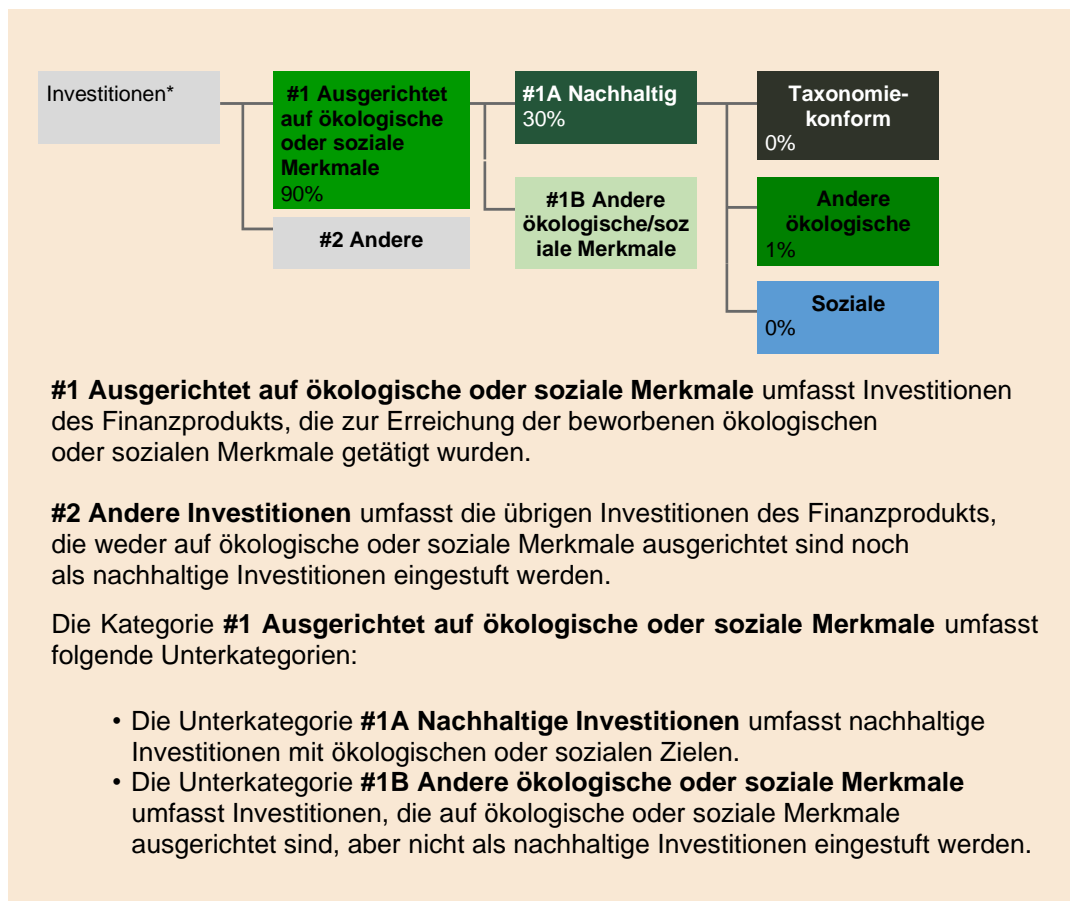 Investitionen*
#1 Ausgerichtet
auf ökologische
oder soziale
Merkmale
90%
#2 Andere
#1A Nachhaltig
30%
#1B Andere
ökologische/soz
iale Merkmale
Taxonomie-
konform
0%
Andere
ökologische
1%
Soziale
0%
#1 Ausgerichtet auf ökologische oder soziale Merkmale umfasst Investitionen
des Finanzprodukts, die zur Erreichung der beworbenen ökologischen
oder sozialen Merkmale getätigt wurden.
#2 Andere Investitionen umfasst die übrigen Investitionen des Finanzprodukts,
die weder auf ökologische oder soziale Merkmale ausgerichtet sind noch
als nachhaltige Investitionen eingestuft werden.
Die Kategorie #1 Ausgerichtet auf ökologische oder soziale Merkmale umfasst
folgende Unterkategorien:
• Die Unterkategorie #1A Nachhaltige Investitionen umfasst nachhaltige
Investitionen mit ökologischen oder sozialen Zielen.
• Die Unterkategorie #1B Andere ökologische oder soziale Merkmale
umfasst Investitionen, die auf ökologische oder soziale Merkmale
ausgerichtet sind, aber nicht als nachhaltige Investitionen eingestuft werden.